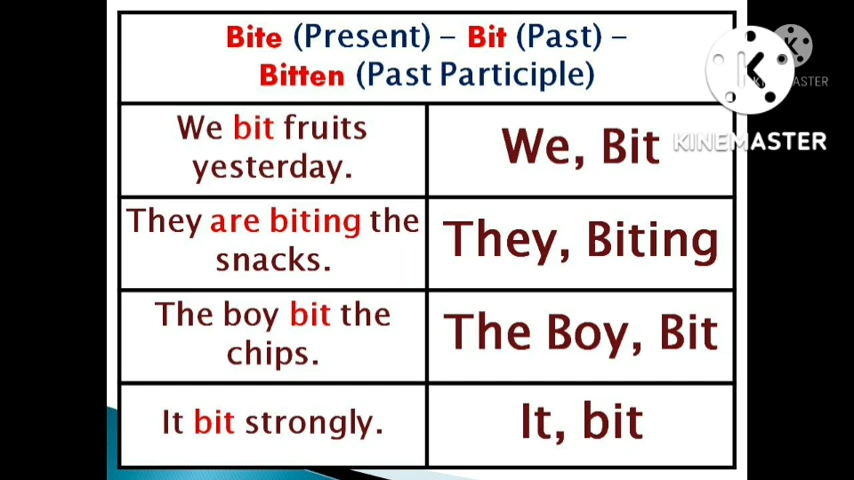 Bite (Present) – Bit (Past) –
Bitten (Past Participle)
We bit fruits
yesterday.
We, Bit
They are biting the
snacks.
They, Biting
The boy bit the
chips.
The Boy, Bit
It bit strongly.
It, bit
KINEMASTER